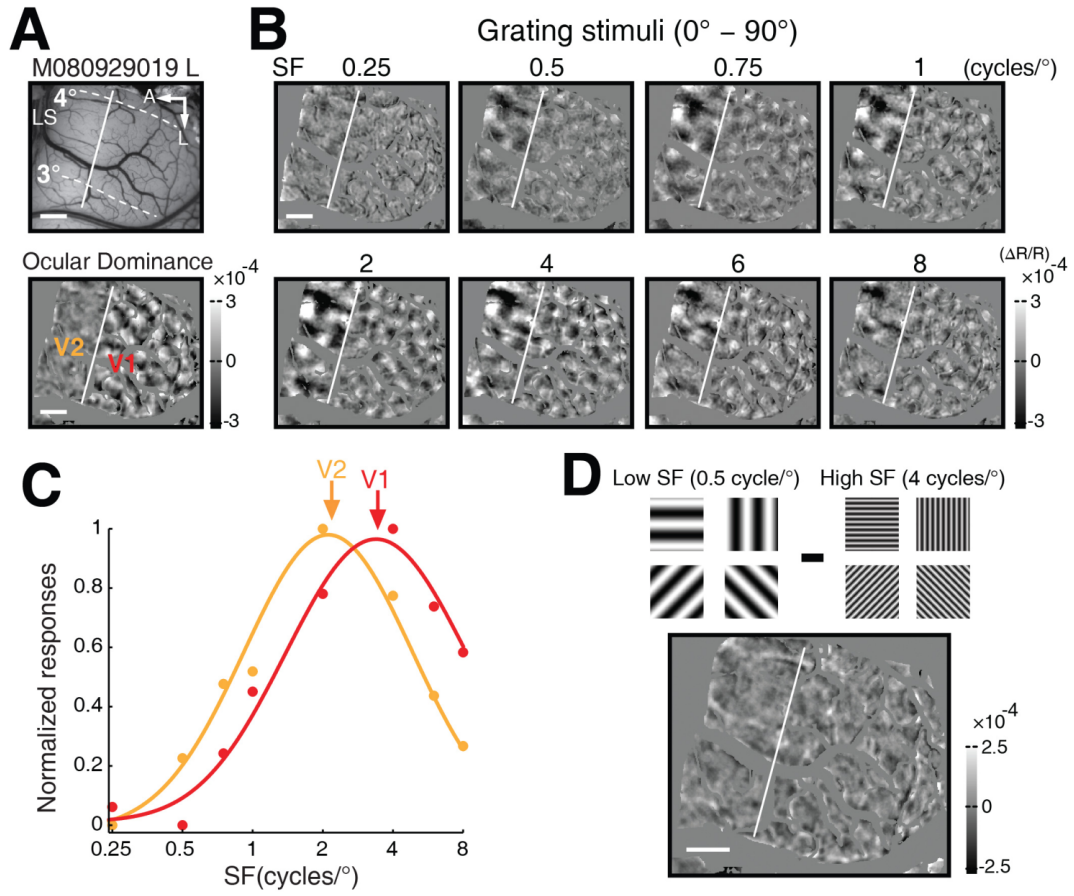 A
M080929019 L
4°
A
LS
L
3°
Ocular Dominance
×10-4
3
0
-3
V2
V1
B
Grating stimuli (0° – 90°)
SF 0.25 0.5 0.75 1 (cycles/°)
2 4 6 8 (ΔR/R)
×10-4
3
0
-3
C
V2
V1
Normalized responses
1
0.8
0.6
0.4
0.2
0
0.25 0.5 1 2 4 8
SF(cycles/°)
D
Low SF (0.5 cycle/°) High SF (4 cycles/°)
×10-4
2.5
0
-2.5